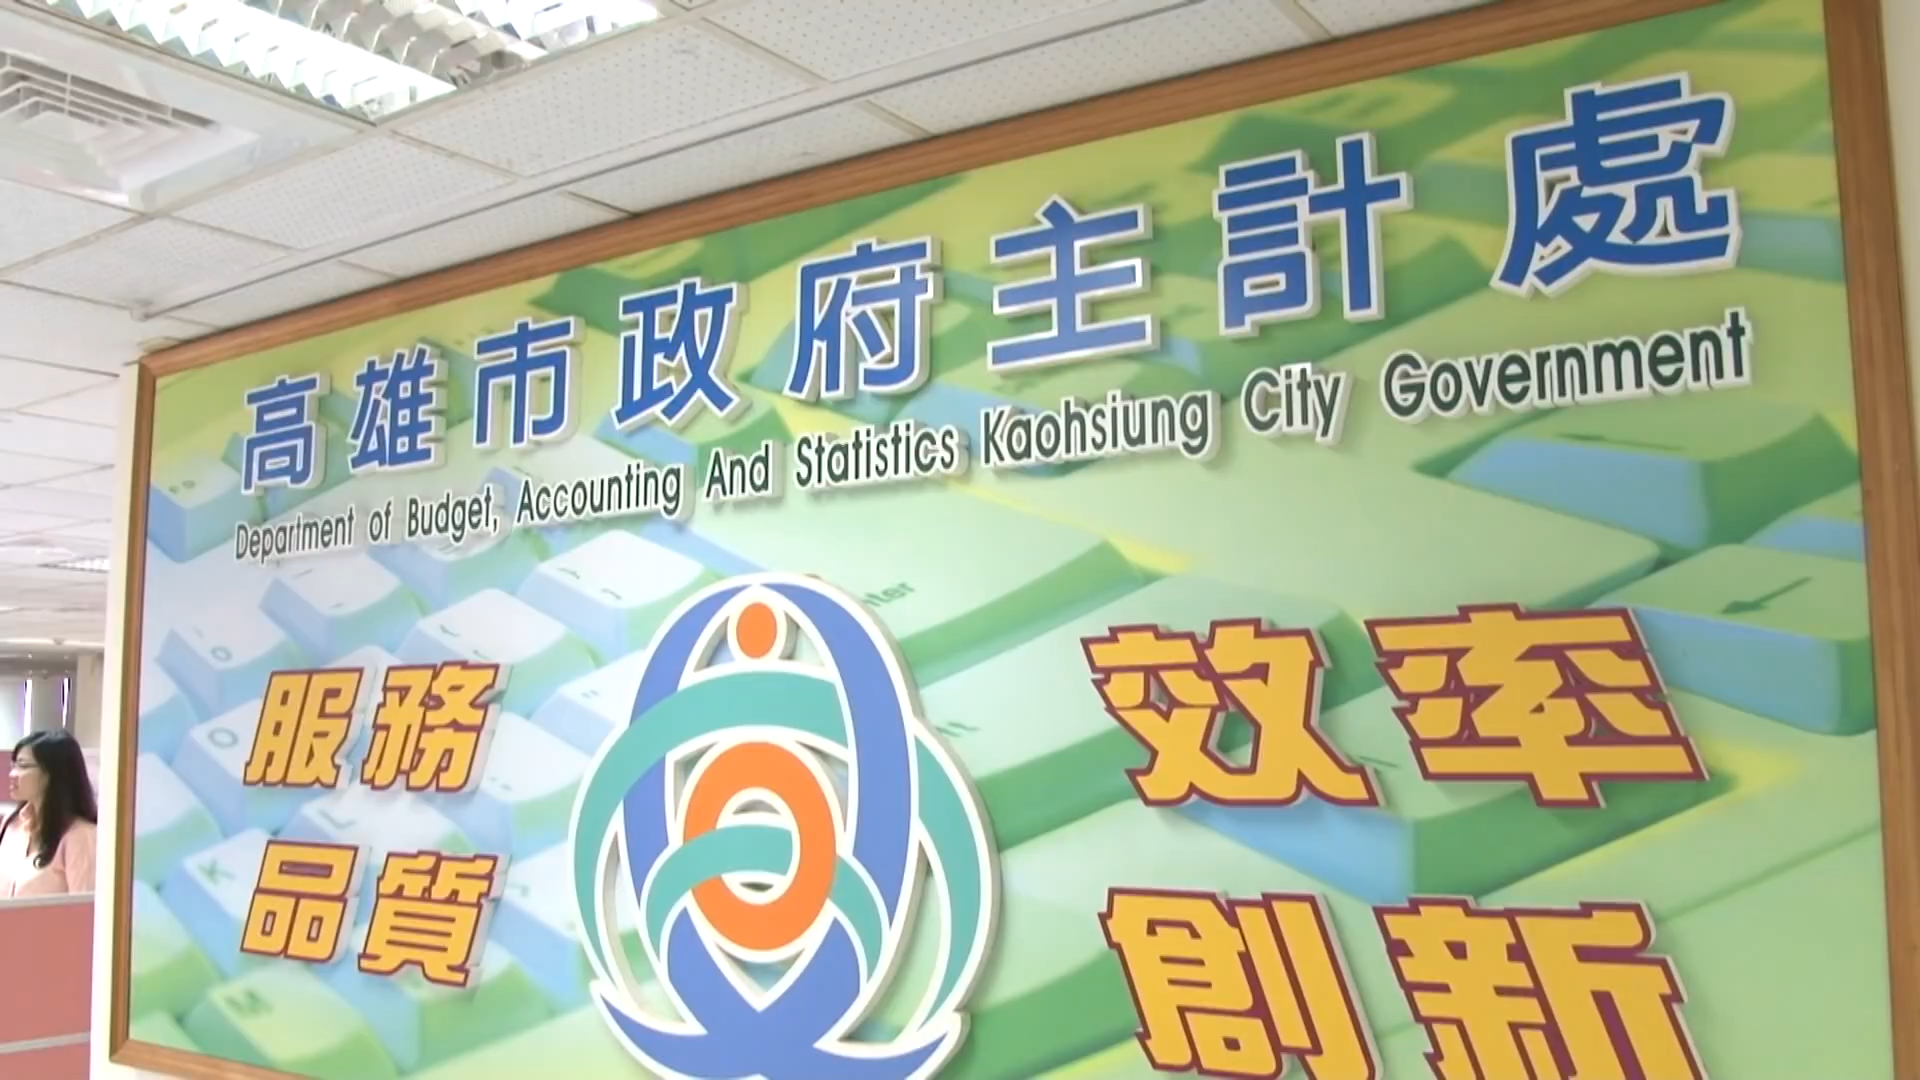 高雄市政府主計處
Department of Budget, Accounting And Statistics Kaohsiung City Government
服務
品質
效率
創新